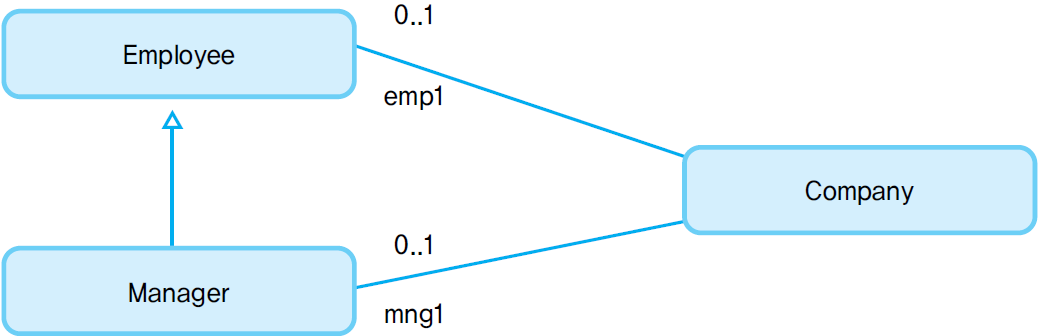 0..1
Employee
emp1
Company
0..1
Manager
mng1